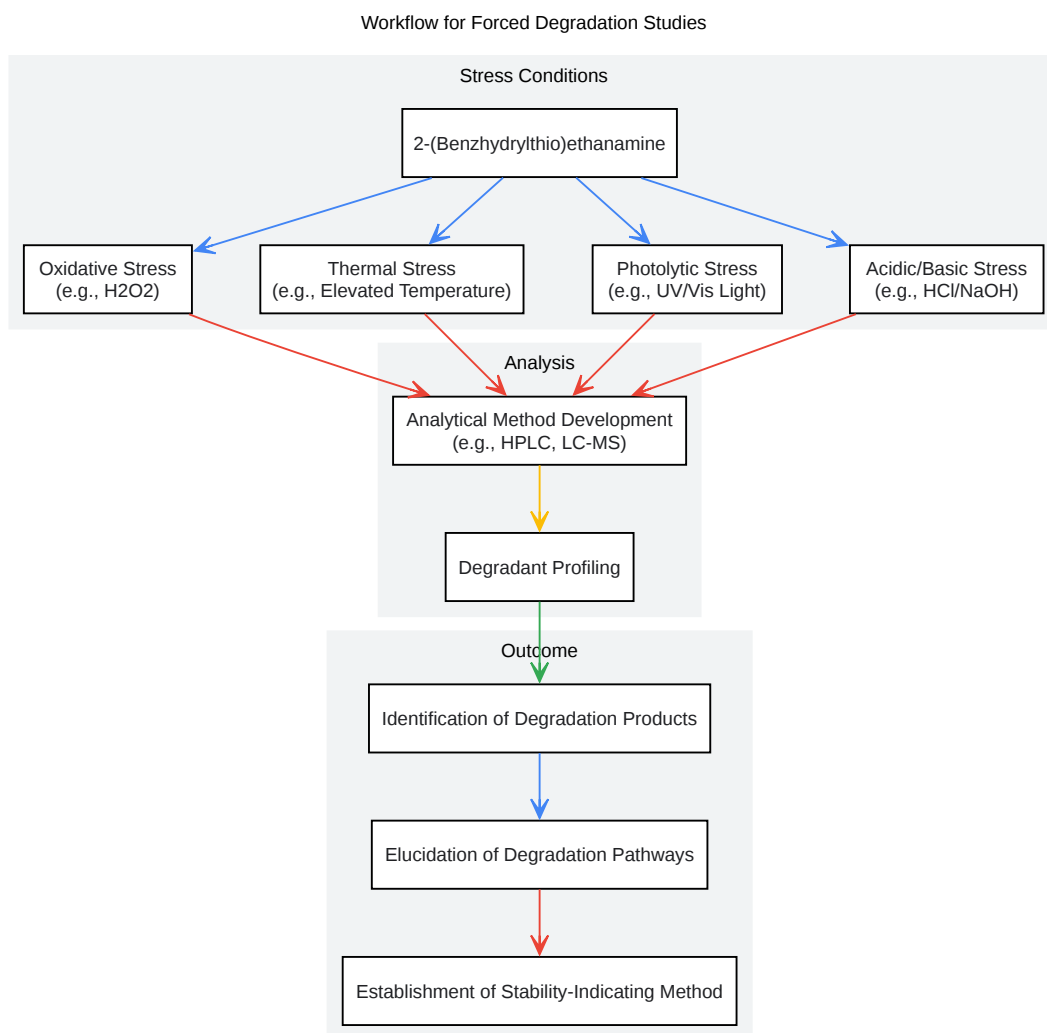 Workflow for Forced Degradation Studies
Stress Conditions
2-(Benzhydrylthio)ethanamine
Oxidative Stress
(e.g., H2O2)
Thermal Stress
(e.g., Elevated Temperature)
Photolytic Stress
(e.g., UV/Vis Light)
Acidic/Basic Stress
(e.g., HCl/NaOH)
Analysis
Analytical Method Development
(e.g., HPLC, LC-MS)
Degradant Profiling
Outcome
Identification of Degradation Products
Elucidation of Degradation Pathways
Establishment of Stability-Indicating Method